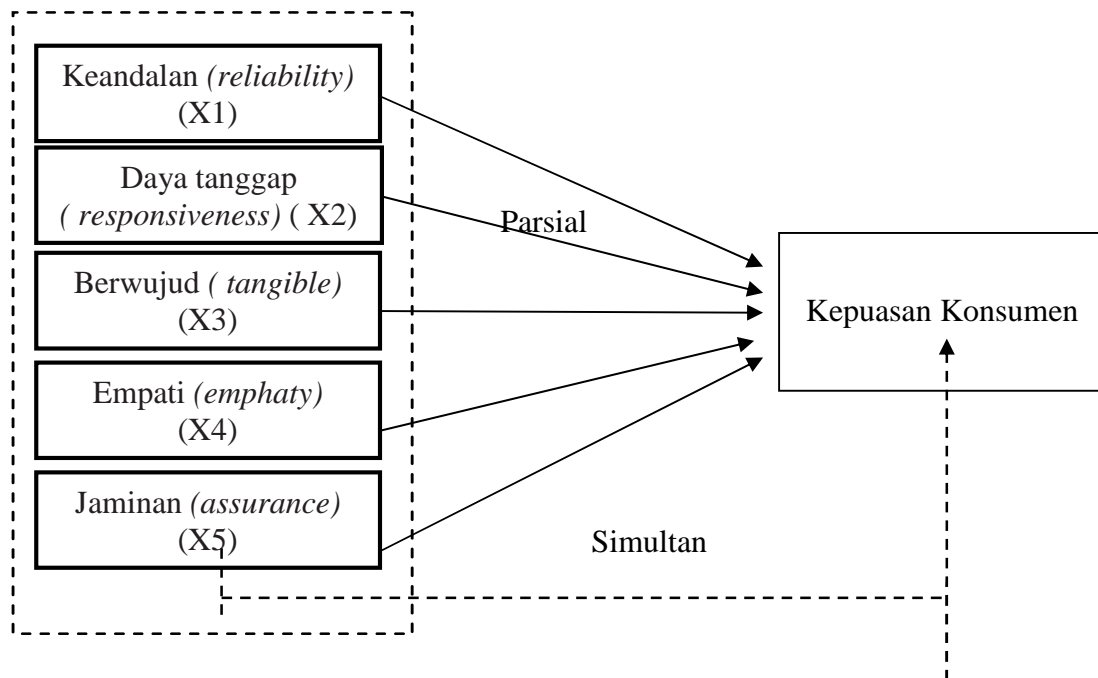 Keandalan (reliability)
(X1)
Daya tanggap
( responsiveness) ( X2)
Parsial
Berwujud ( tangible)
(X3)
Kepuasan Konsumen
Empati (emphaty)
(X4)
Jaminan (assurance)
(X5)
Simultan